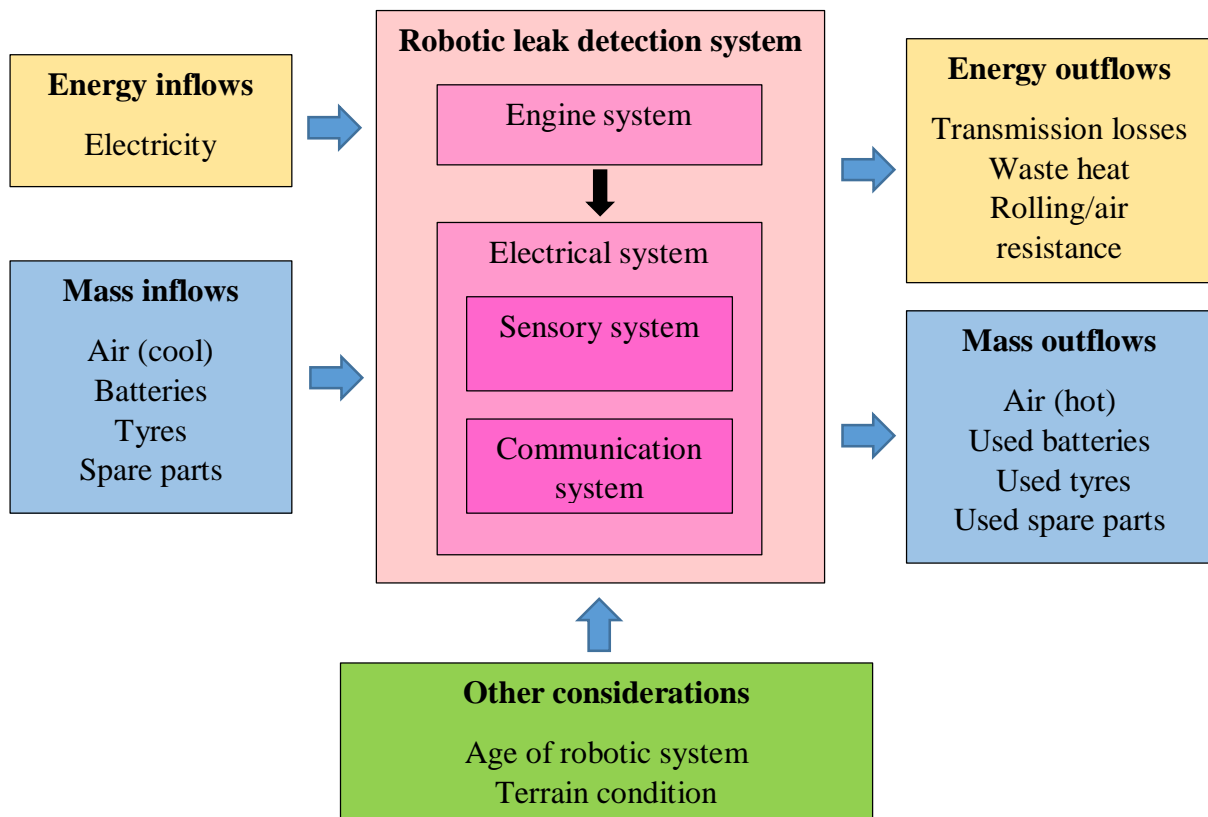 Energy inflows
Electricity
Mass inflows
Air (cool)
Batteries
Tyres
Spare parts
Robotic leak detection system
Engine system
Electrical system
Sensory system
Communication
system
Energy outflows
Transmission losses
Waste heat
Rolling/air
resistance
Mass outflows
Air (hot)
Used batteries
Used tyres
Used spare parts
Other considerations
Age of robotic system
Terrain condition